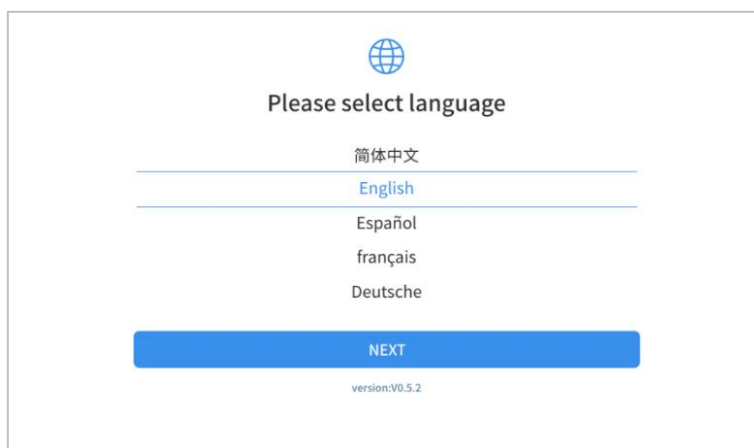 Please select language
简体中文
English
Español
français
Deutsche
NEXT
version:V0.5.2